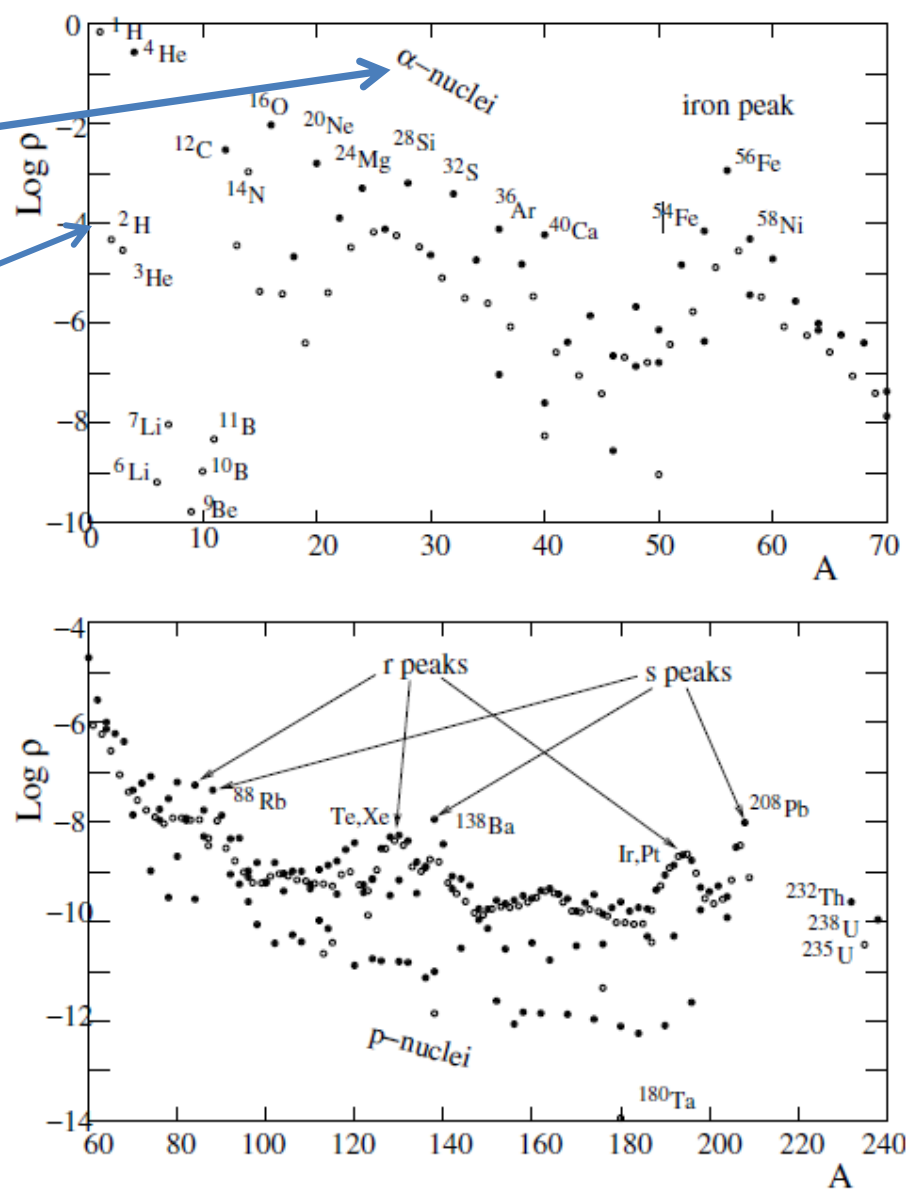 0
¹H
⁴He
α−nuclei
iron peak
¹⁶O
−2
²⁰Ne
²⁸Si
⁵⁶Fe
¹²C
²⁴Mg
³²S
¹⁴N
Log ρ
³⁶Ar
⁵⁴Fe
⁵⁸Ni
−4
²H
⁴⁰Ca
³He
−6
−8
⁷Li
¹¹B
⁶Li
¹⁰B
⁹Be
−10
0 10 20 30 40 50 60 70
A
−4
r peaks
s peaks
−6
Log ρ
⁸⁸Rb
Te,Xe
¹³⁸Ba
²⁰⁸Pb
−8
Ir,Pt
²³²Th
−10
²³⁸U
²³⁵U
−12
p−nuclei
¹⁸⁰Ta
−14
60 80 100 120 140 160 180 200 220 240
A